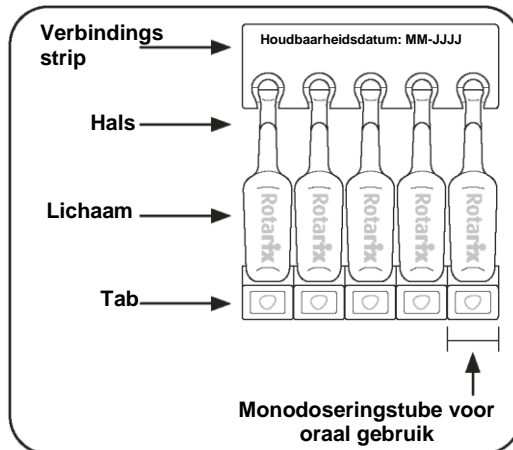 Verbindings
strip
Houdbaarheidsdatum: MM-JJJJ
Hals
Lichaam
Rotarix
Rotarix
Rotarix
Rotarix
Rotarix
Tab
Monodoseringstube voor
oraal gebruik